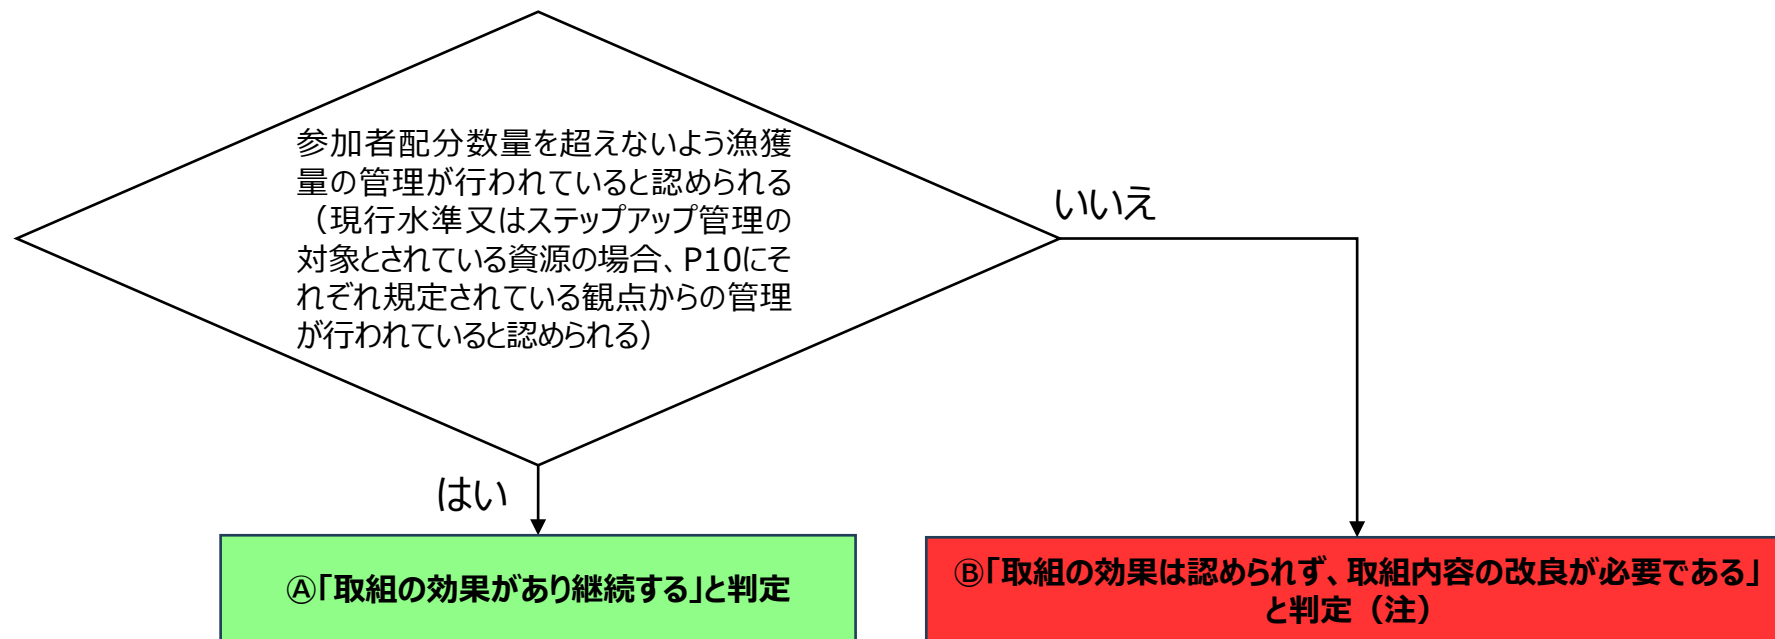 参加者配分数量を超えないよう漁獲
量の管理が行われていると認められる
（現行水準又はステップアップ管理の
対象とされている資源の場合、P10にそ
れぞれ規定されている観点からの管理
が行われていると認められる）
いいえ
はい
Ⓐ「取組の効果があり継続する」と判定
Ⓑ「取組の効果は認められず、取組内容の改良が必要である」
と判定（注）